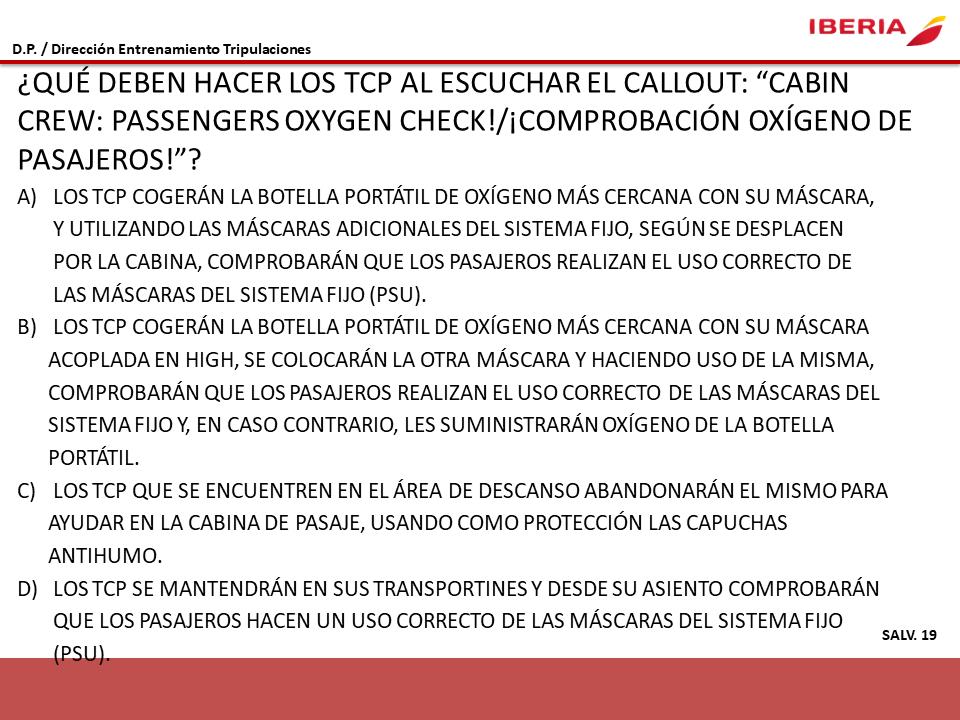 IBERIA
D.P. / Dirección Entrenamiento Tripulaciones
¿QUÉ DEBEN HACER LOS TCP AL ESCUCHAR EL CALLOUT: “CABIN
CREW: PASSENGERS OXYGEN CHECK!/¡COMPROBACIÓN OXÍGENO DE
PASAJEROS!”?
A) LOS TCP COGERÁN LA BOTELLA PORTÁTIL DE OXÍGENO MÁS CERCANA CON SU MÁSCARA,
Y UTILIZANDO LAS MÁSCARAS ADICIONALES DEL SISTEMA FIJO, SEGÚN SE DESPLACEN
POR LA CABINA, COMPROBARÁN QUE LOS PASAJEROS REALIZAN EL USO CORRECTO DE
LAS MÁSCARAS DEL SISTEMA FIJO (PSU).
B) LOS TCP COGERÁN LA BOTELLA PORTÁTIL DE OXÍGENO MÁS CERCANA CON SU MÁSCARA
ACOPLADA EN HIGH, SE COLOCARÁN LA OTRA MÁSCARA Y HACIENDO USO DE LA MISMA,
COMPROBARÁN QUE LOS PASAJEROS REALIZAN EL USO CORRECTO DE LAS MÁSCARAS DEL
SISTEMA FIJO Y, EN CASO CONTRARIO, LES SUMINISTRARÁN OXÍGENO DE LA BOTELLA
PORTÁTIL.
C) LOS TCP QUE SE ENCUENTREN EN EL ÁREA DE DESCANSO ABANDONARÁN EL MISMO PARA
AYUDAR EN LA CABINA DE PASAJE, USANDO COMO PROTECCIÓN LAS CAPUCHAS
ANTIHUMO.
D) LOS TCP SE MANTENDRÁN EN SUS TRANSPORTINES Y DESDE SU ASIENTO COMPROBARÁN
QUE LOS PASAJEROS HACEN UN USO CORRECTO DE LAS MÁSCARAS DEL SISTEMA FIJO
(PSU).
SALV. 19